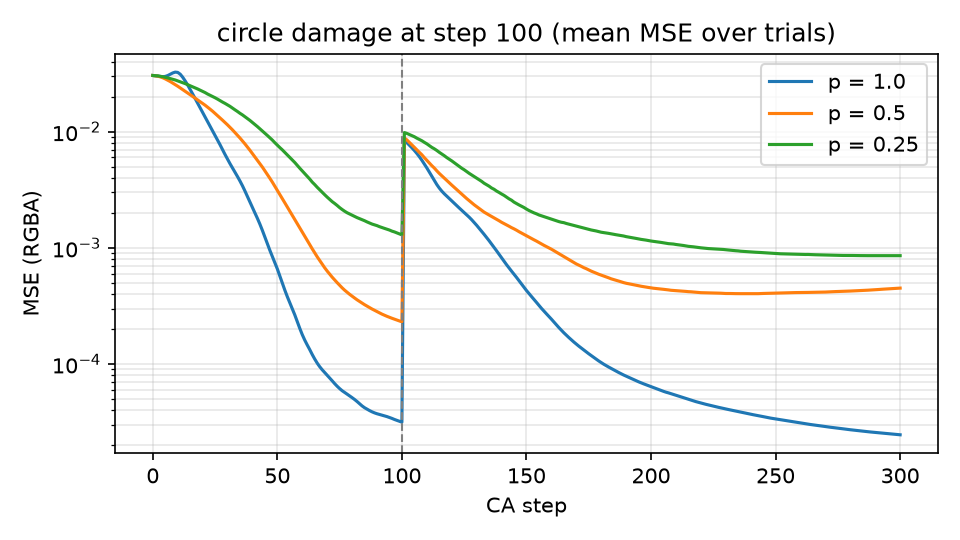 circle damage at step 100 (mean MSE over trials)
p = 1.0
p = 0.5
p = 0.25
MSE (RGBA)
10⁻²
10⁻³
10⁻⁴
0 50 100 150 200 250 300
CA step